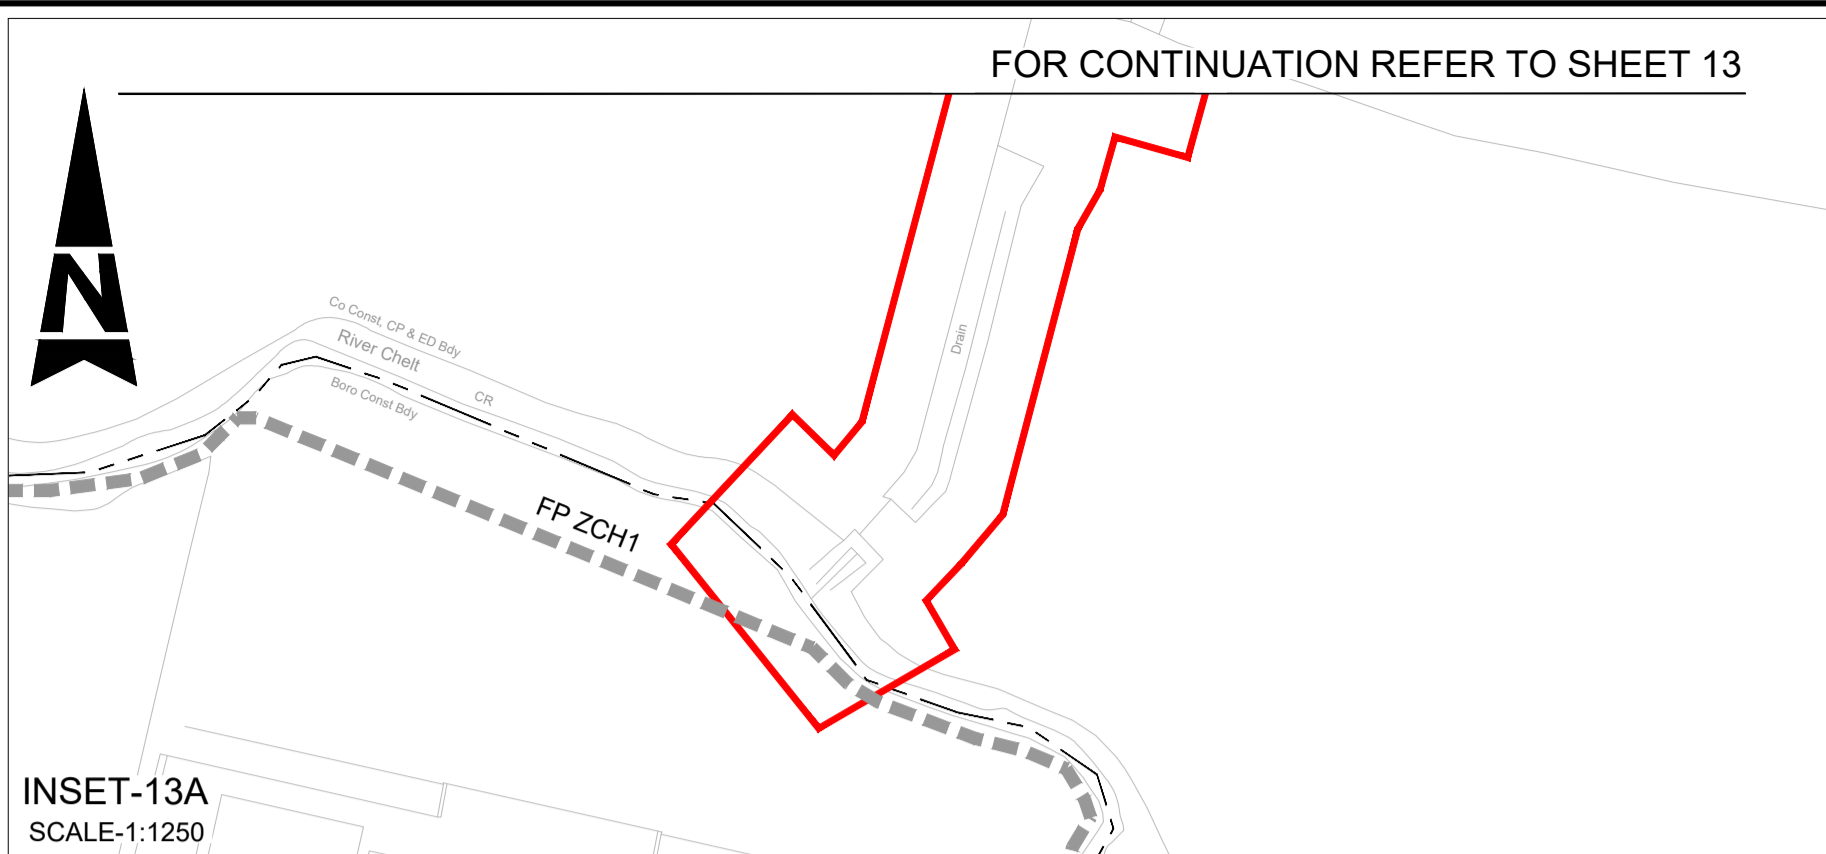 FOR CONTINUATION REFER TO SHEET 13
N
Co Const, CP & ED Bdy
River Chelt
CR
Boro Const Bdy
Drain
FP ZCH1
INSET-13A
SCALE-1:1250